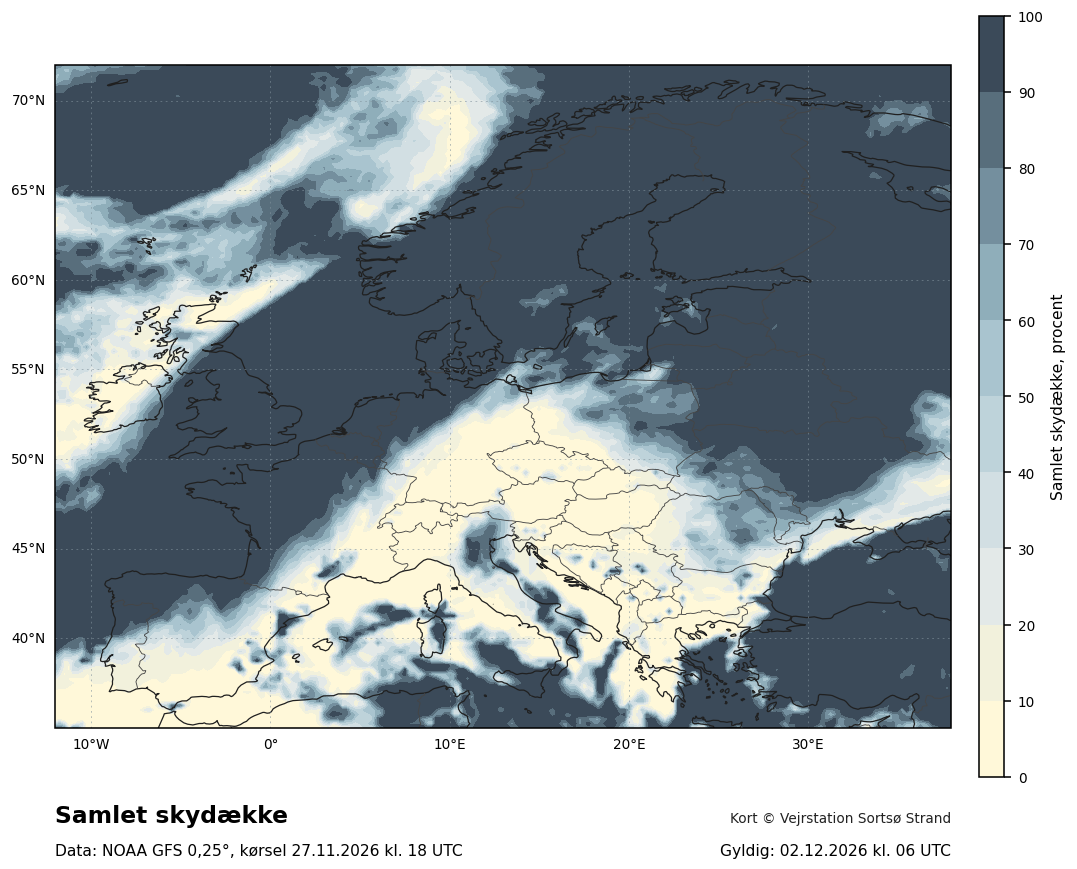 100
90
80
70
60
50
40
30
20
10
0
Samlet skydække, procent
70°N
65°N
60°N
55°N
50°N
45°N
40°N
10°W
0°
10°E
20°E
30°E
Samlet skydække
Kort © Vejrstation Sortsø Strand
Data: NOAA GFS 0,25°, kørsel 27.11.2026 kl. 18 UTC
Gyldig: 02.12.2026 kl. 06 UTC